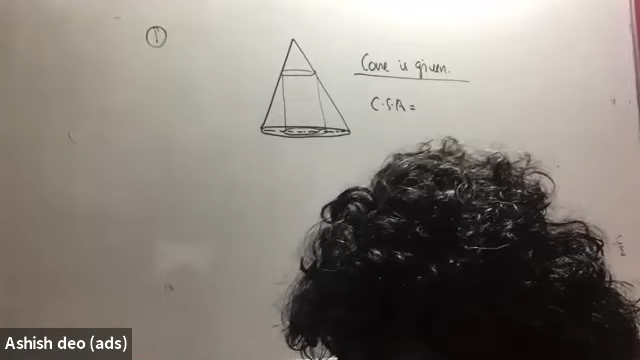 1
Cone is given.
C.S.A =
Ashish deo (ads)